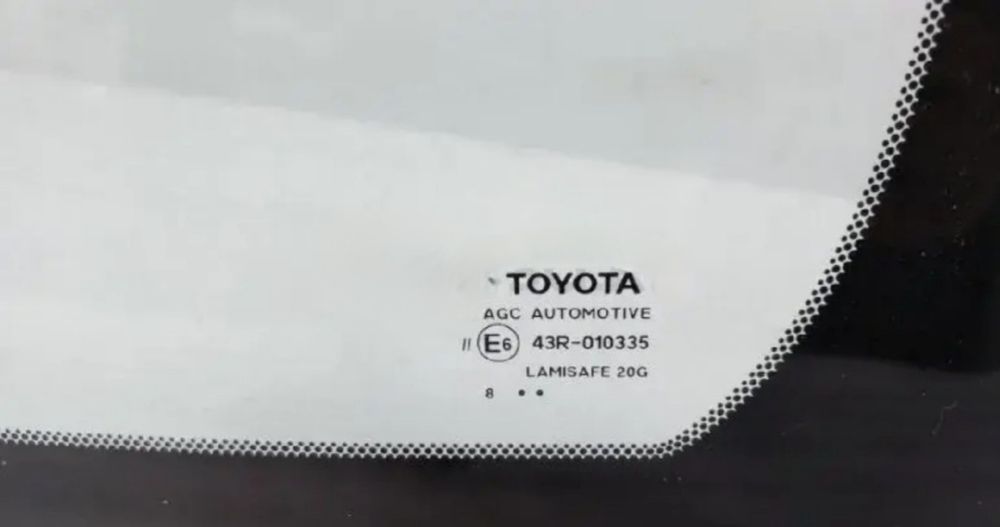 TOYOTA
AGC AUTOMOTIVE
II E6 43R-010335
LAMISAFE 20G
8 • •